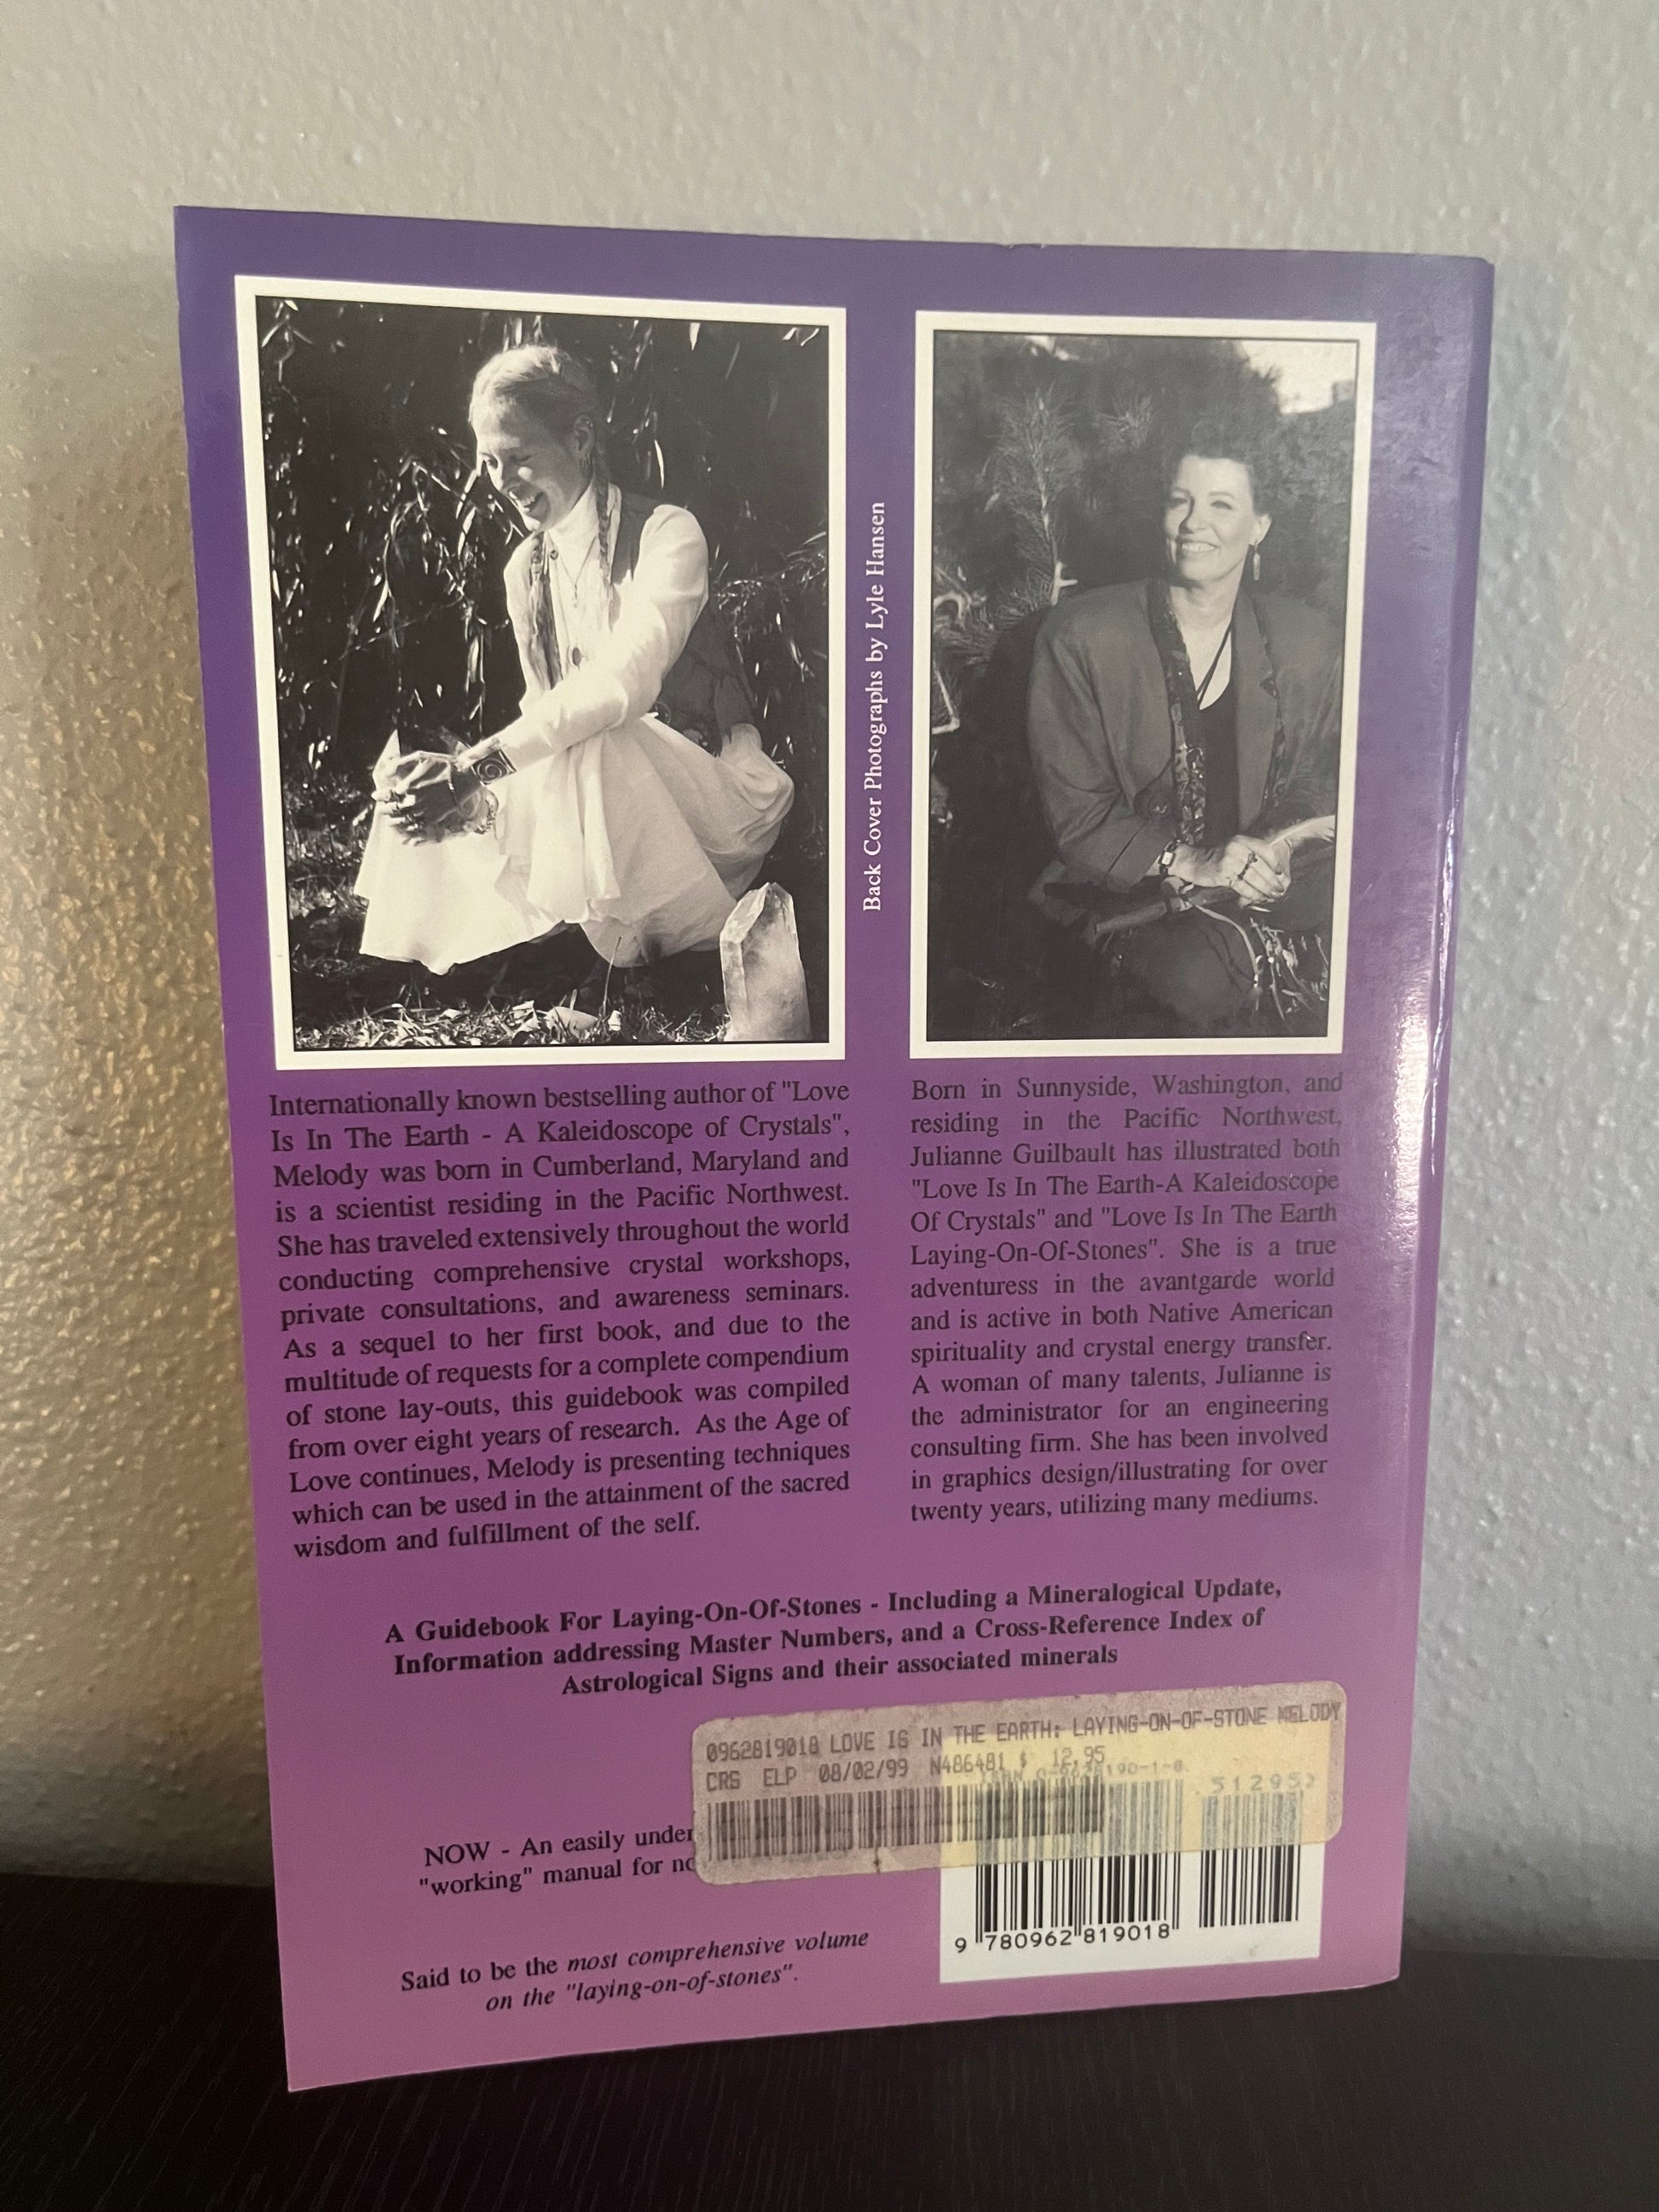 Back Cover Photographs by Lyle Hansen
Internationally known bestselling author of "Love
Is In The Earth - A Kaleidoscope of Crystals",
Melody was born in Cumberland, Maryland and
is a scientist residing in the Pacific Northwest.
She has traveled extensively throughout the world
conducting comprehensive crystal workshops,
private consultations, and awareness seminars.
As a sequel to her first book, and due to the
multitude of requests for a complete compendium
of stone lay-outs, this guidebook was compiled
from over eight years of research. As the Age of
Love continues, Melody is presenting techniques
which can be used in the attainment of the sacred
wisdom and fulfillment of the self.
Born in Sunnyside, Washington, and
residing in the Pacific Northwest,
Julianne Guilbault has illustrated both
"Love Is In The Earth-A Kaleidoscope
Of Crystals" and "Love Is In The Earth
Laying-On-Of-Stones". She is a true
adventuress in the avantgarde world
and is active in both Native American
spirituality and crystal energy transfer.
A woman of many talents, Julianne is
the administrator for an engineering
consulting firm. She has been involved
in graphics design/illustrating for over
twenty years, utilizing many mediums.
A Guidebook For Laying-On-Of-Stones - Including a Mineralogical Update,
Information addressing Master Numbers, and a Cross-Reference Index of
Astrological Signs and their associated minerals
0962819018 LOVE IS IN THE EARTH: LAYING-ON-OF-STONE MELODY
CRS ELP 08/02/99 N486481 $ 12.95
51295
NOW - An easily under
"working" manual for no
9 780962 819018
Said to be the most comprehensive volume
on the "laying-on-of-stones".